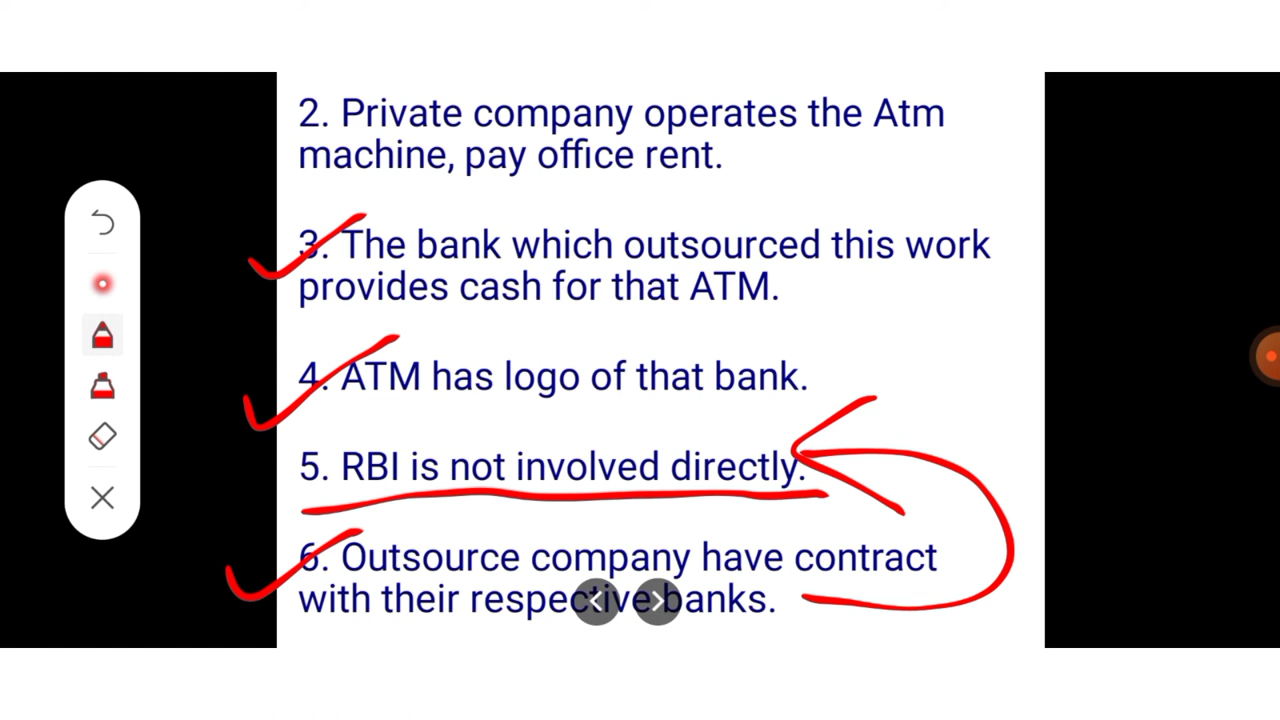 2. Private company operates the Atm
machine, pay office rent.
3. The bank which outsourced this work
provides cash for that ATM.
4. ATM has logo of that bank.
5. RBI is not involved directly.
6. Outsource company have contract
with their respective banks.